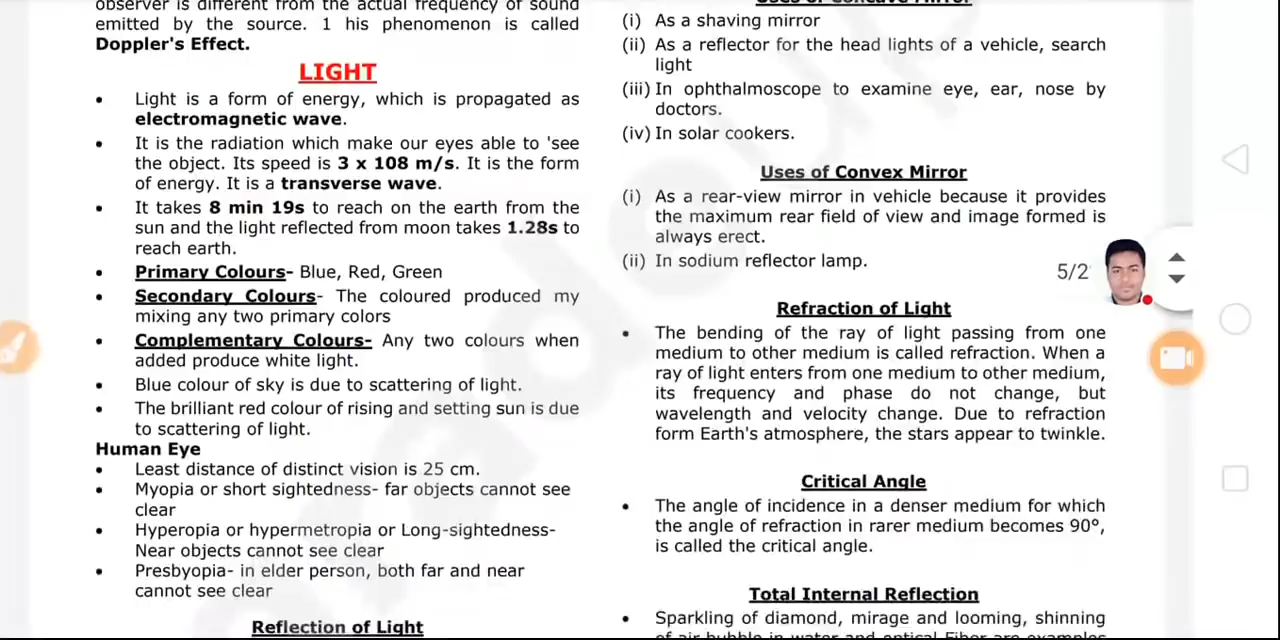 observer is different from the actual frequency of sound
emitted by the source. 1 his phenomenon is called
Doppler's Effect.
LIGHT
• Light is a form of energy, which is propagated as
electromagnetic wave.
• It is the radiation which make our eyes able to 'see
the object. Its speed is 3 x 108 m/s. It is the form
of energy. It is a transverse wave.
• It takes 8 min 19s to reach on the earth from the
sun and the light reflected from moon takes 1.28s to
reach earth.
• Primary Colours- Blue, Red, Green
• Secondary Colours- The coloured produced my
mixing any two primary colors
• Complementary Colours- Any two colours when
added produce white light.
• Blue colour of sky is due to scattering of light.
• The brilliant red colour of rising and setting sun is due
to scattering of light.
Human Eye
• Least distance of distinct vision is 25 cm.
• Myopia or short sightedness- far objects cannot see
clear
• Hyperopia or hypermetropia or Long-sightedness-
Near objects cannot see clear
• Presbyopia- in elder person, both far and near
cannot see clear
Reflection of Light
Uses of Concave Mirror
(i) As a shaving mirror
(ii) As a reflector for the head lights of a vehicle, search
light
(iii) In ophthalmoscope to examine eye, ear, nose by
doctors.
(iv) In solar cookers.
Uses of Convex Mirror
(i) As a rear-view mirror in vehicle because it provides
the maximum rear field of view and image formed is
always erect.
(ii) In sodium reflector lamp.
5/2
Refraction of Light
• The bending of the ray of light passing from one
medium to other medium is called refraction. When a
ray of light enters from one medium to other medium,
its frequency and phase do not change, but
wavelength and velocity change. Due to refraction
form Earth's atmosphere, the stars appear to twinkle.
Critical Angle
• The angle of incidence in a denser medium for which
the angle of refraction in rarer medium becomes 90°,
is called the critical angle.
Total Internal Reflection
• Sparkling of diamond, mirage and looming, shinning
of air bubble in water and optical Fiber are examples